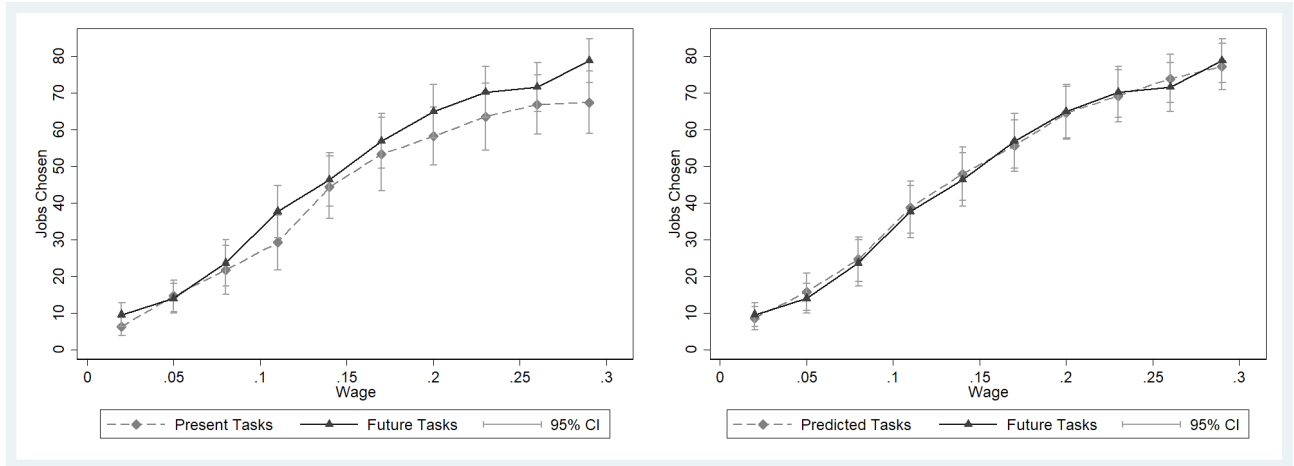 Jobs Chosen
80
70
60
50
40
30
20
10
0
0 .05 .1 .15 .2 .25 .3
Wage
Present Tasks Future Tasks 95% CI
Jobs Chosen
80
70
60
50
40
30
20
10
0
0 .05 .1 .15 .2 .25 .3
Wage
Predicted Tasks Future Tasks 95% CI